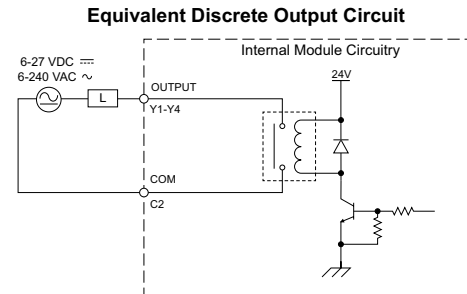 Equivalent Discrete Output Circuit
Internal Module Circuitry
6-27 VDC ⎓
6-240 VAC ∿
24V
L
OUTPUT
Y1-Y4
COM
C2